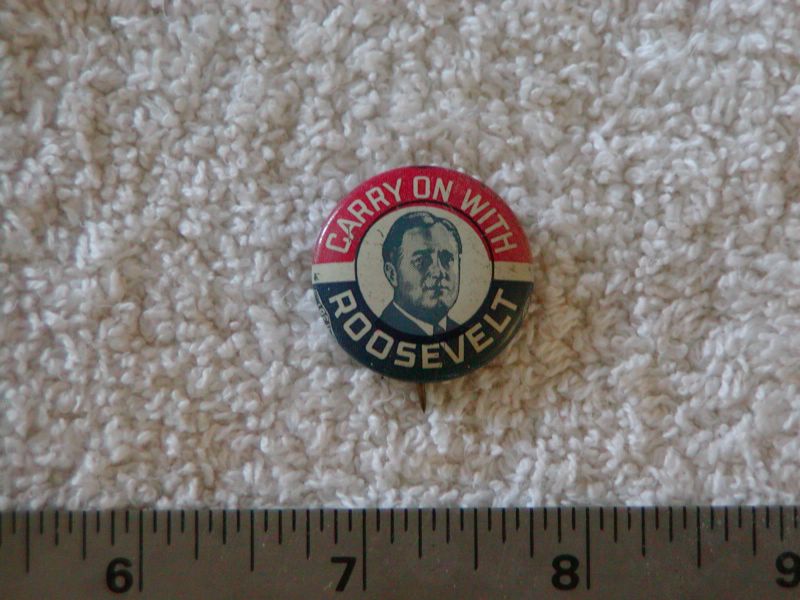 CARRY ON WITH
ROOSEVELT
6 7 8 9